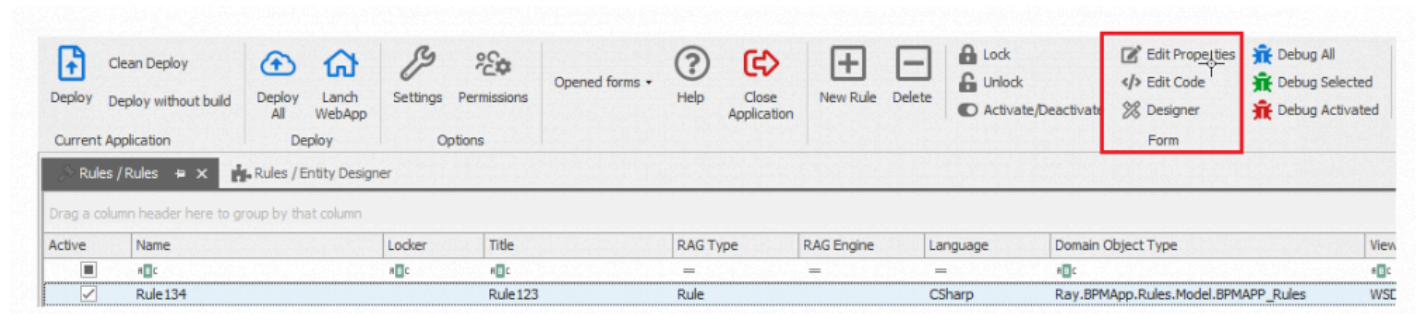 Clean Deploy
Deploy without build
Deploy
Current Application
Deploy All
Lanch WebApp
Deploy
Settings
Permissions
Options
Opened forms
Help
Close Application
New Rule
Delete
Lock
Unlock
Activate/Deactivate
Edit Properties
Edit Code
Designer
Form
Debug All
Debug Selected
Debug Activated
Rules / Rules
Rules / Entity Designer
Drag a column header here to group by that column
Active Name Locker Title RAG Type RAG Engine Language Domain Object Type View
= = =
Rule134 Rule123 Rule CSharp Ray.BPMApp.Rules.Model.BPMAPP_Rules WSD